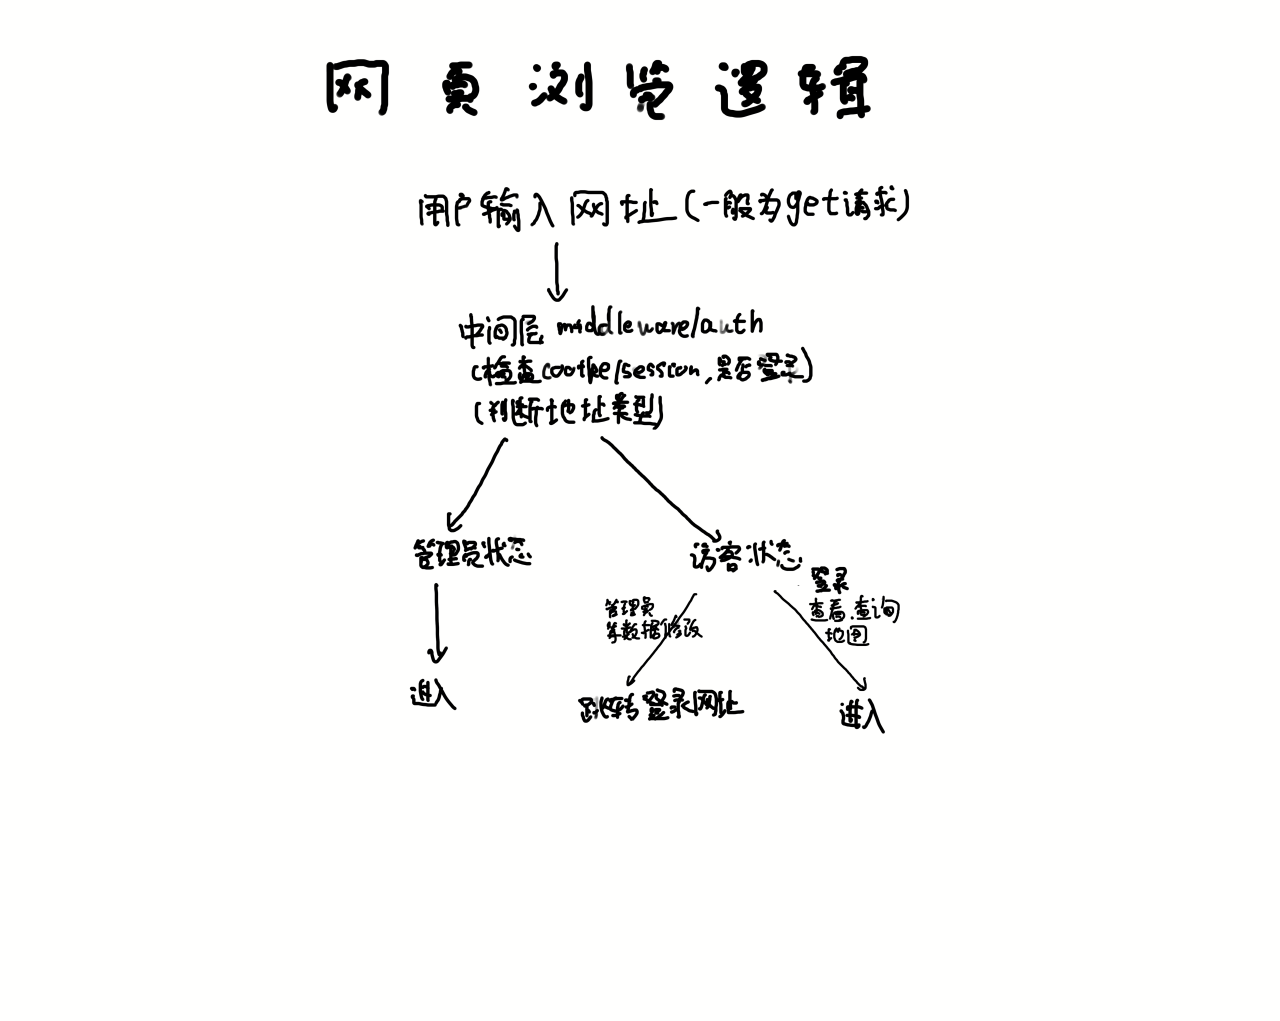 网页浏览逻辑
用户输入网址(一般为get请求)
中间层 middleware/auth
(检查cookie/session,是否登录)
(判断地址类型)
管理员状态
访客状态
登录
查看.查询
地图
管理员
等数据修改
进入
跳转登录网址
进入